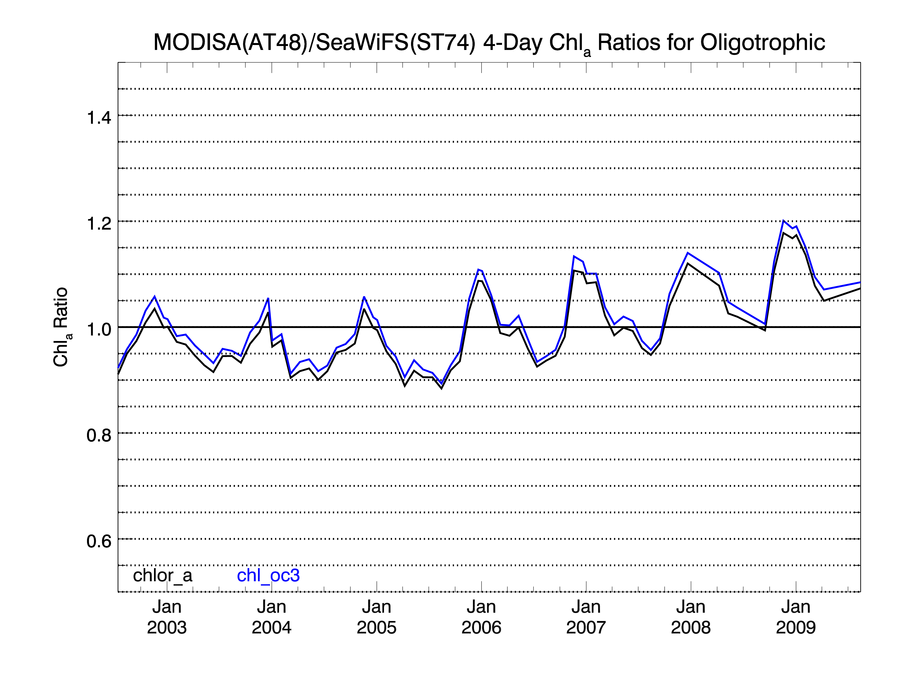 MODISA(AT48)/SeaWiFS(ST74) 4-Day Chla Ratios for Oligotrophic
1.4
1.2
1.0
0.8
0.6
Chla Ratio
chlor_a chl_oc3
Jan Jan Jan Jan Jan Jan Jan
2003 2004 2005 2006 2007 2008 2009